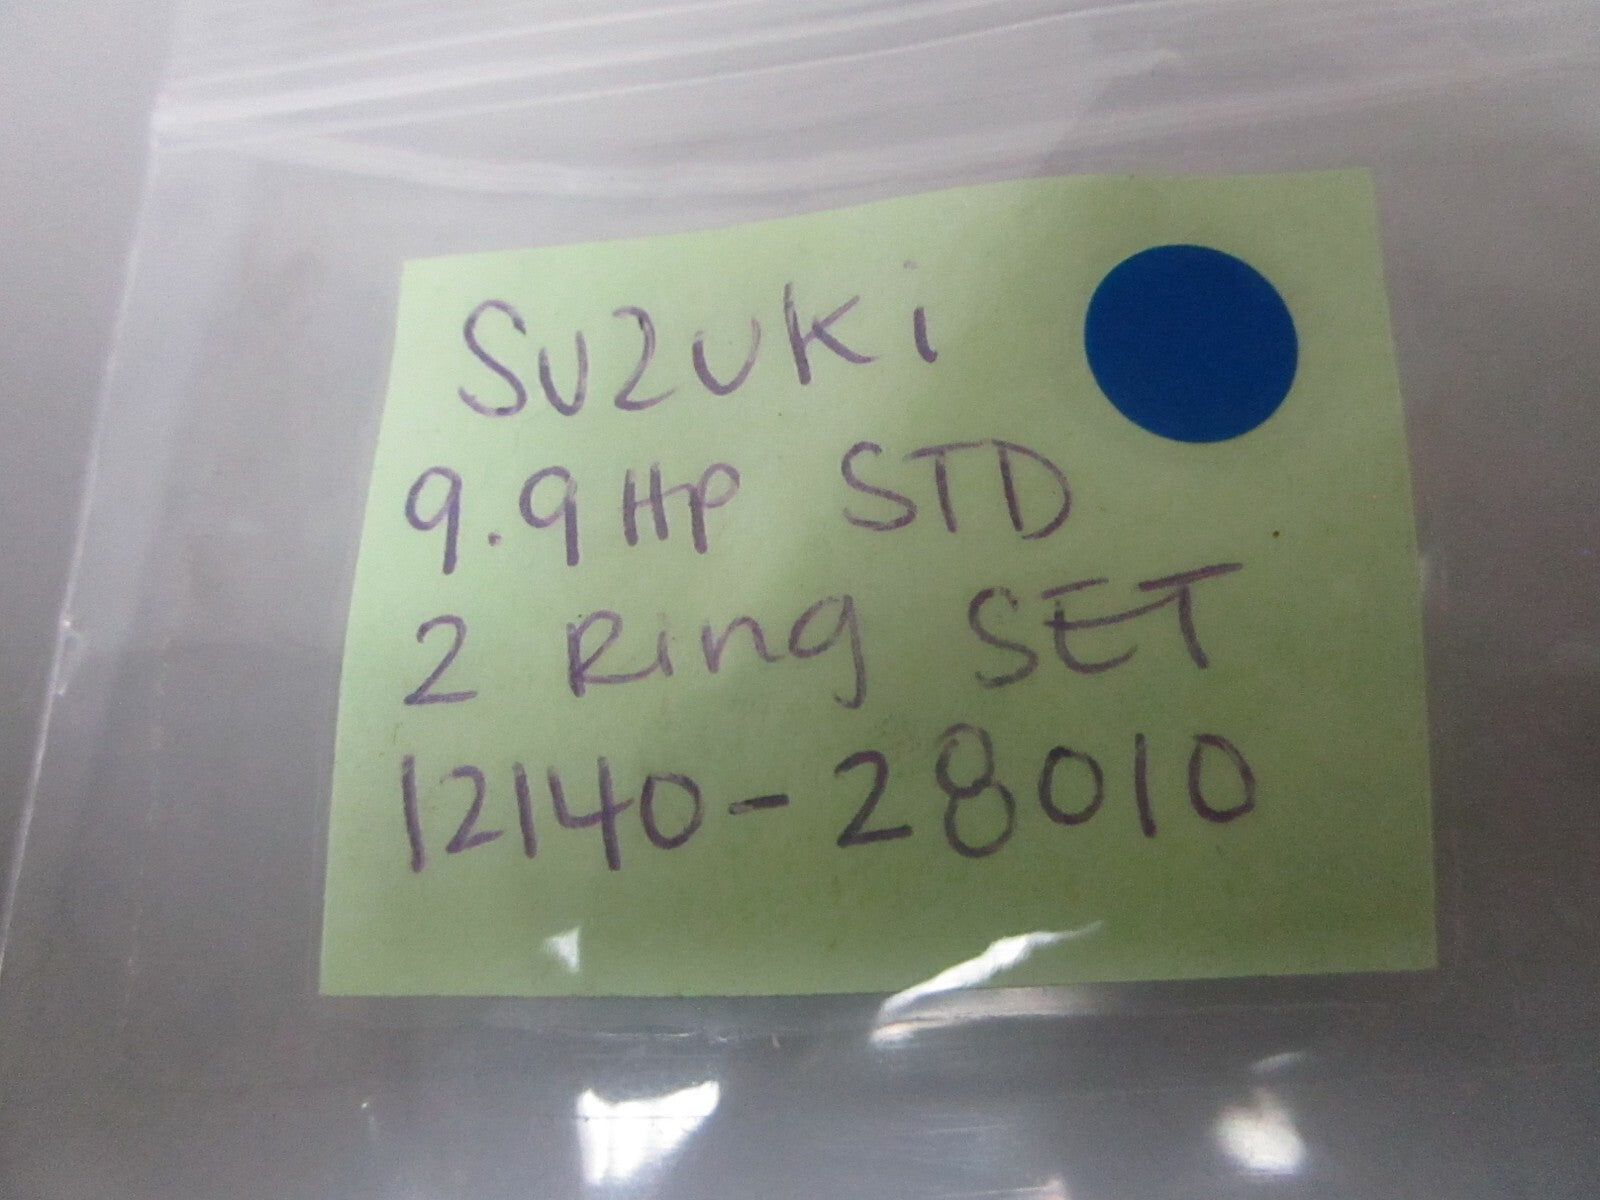 SUZUKi
9.9 HP STD
2 Ring SET
12140-28010